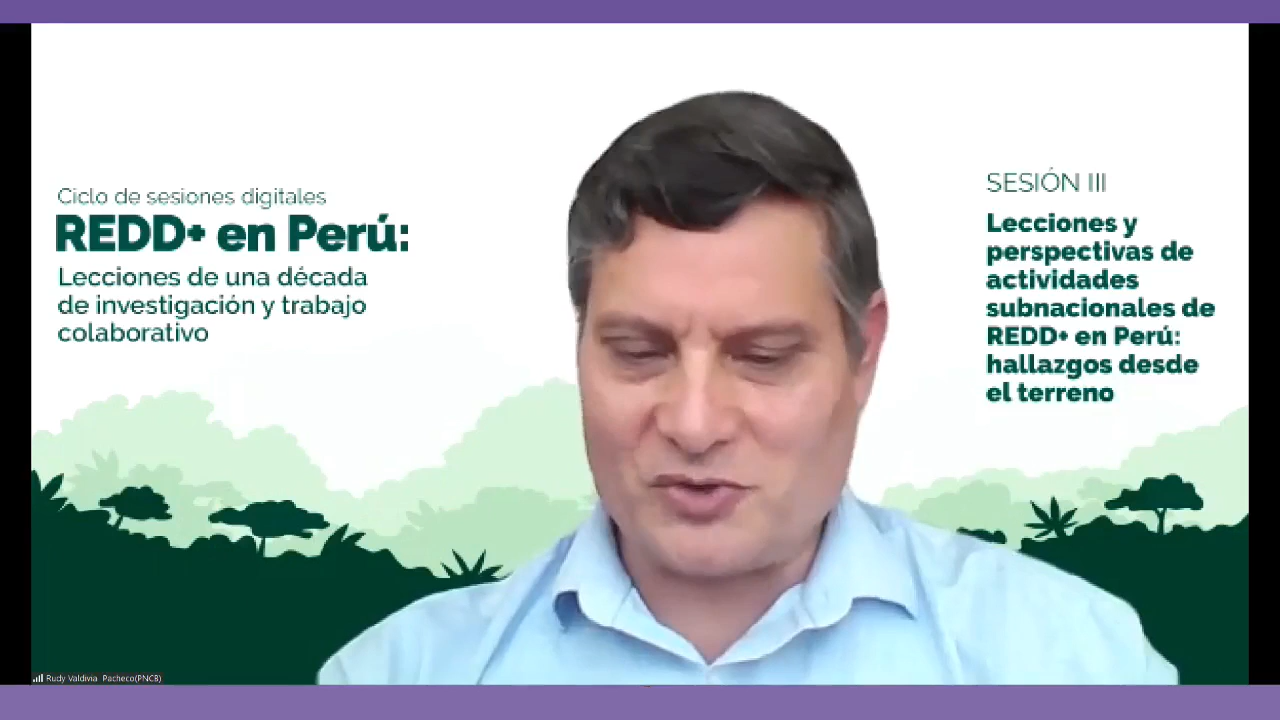 Ciclo de sesiones digitales
REDD+ en Perú:
Lecciones de una década
de investigación y trabajo
colaborativo
SESIÓN III
Lecciones y
perspectivas de
actividades
subnacionales de
REDD+ en Perú:
hallazgos desde
el terreno
Rudy Valdivia Pacheco(PNCB)